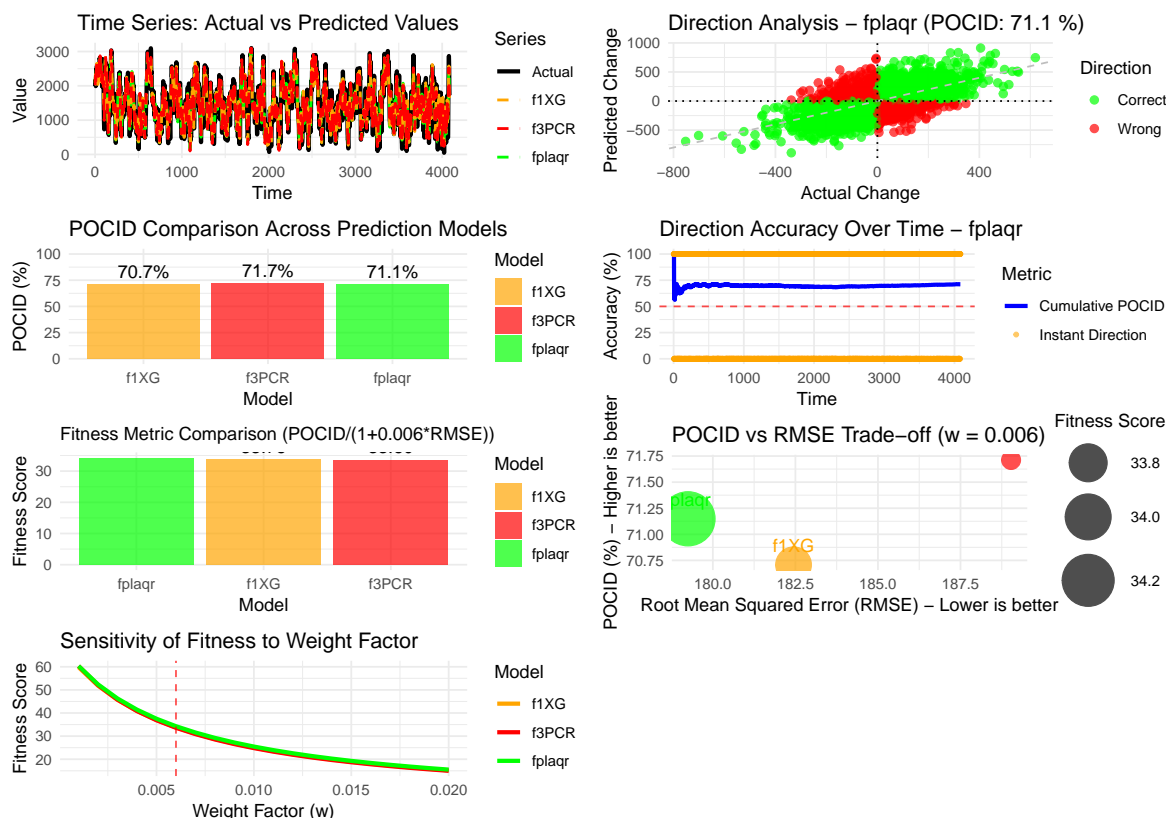 Time Series: Actual vs Predicted Values
Value
3000
2000
1000
0
0
1000
2000
3000
4000
Time
Series
Actual
f1XG
f3PCR
fplaqr
Direction Analysis – fplaqr (POCID: 71.1 %)
Predicted Change
1000
500
0
−500
−800
−400
0
400
Actual Change
Direction
Correct
Wrong
POCID Comparison Across Prediction Models
POCID (%)
100
75
50
25
0
70.7%
71.7%
71.1%
f1XG
f3PCR
fplaqr
Model
Model
f1XG
f3PCR
fplaqr
Direction Accuracy Over Time – fplaqr
Accuracy (%)
100
75
50
25
0
0
1000
2000
3000
4000
Time
Metric
Cumulative POCID
Instant Direction
Fitness Metric Comparison (POCID/(1+0.006*RMSE))
Fitness Score
30
20
10
0
fplaqr
f1XG
f3PCR
Model
Model
f1XG
f3PCR
fplaqr
POCID vs RMSE Trade−off (w = 0.006)
POCID (%) – Higher is better
71.75
71.50
71.25
71.00
70.75
plaqr
f1XG
180.0
182.5
185.0
187.5
Root Mean Squared Error (RMSE) – Lower is better
Fitness Score
33.8
34.0
34.2
Sensitivity of Fitness to Weight Factor
Fitness Score
60
50
40
30
20
0.005
0.010
0.015
0.020
Weight Factor (w)
Model
f1XG
f3PCR
fplaqr